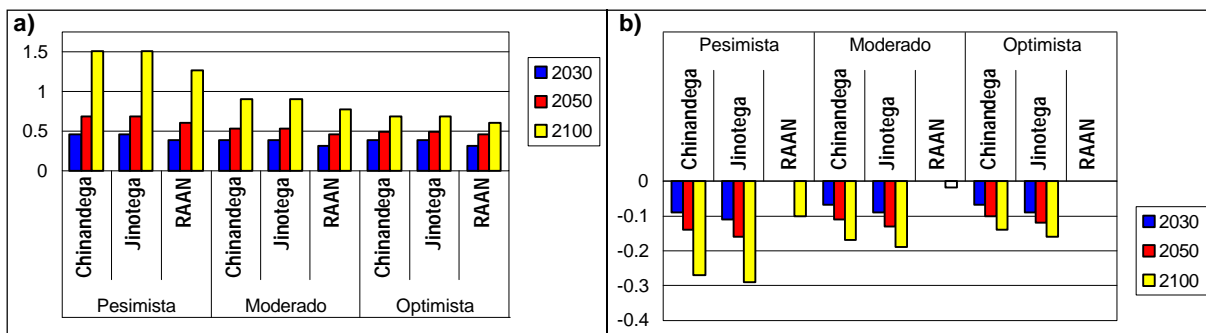 a)
1.5
1
0.5
0
Chinandega
Jinotega
RAAN
Chinandega
Jinotega
RAAN
Chinandega
Jinotega
RAAN
Pesimista Moderado Optimista
2030
2050
2100
b)
Pesimista Moderado Optimista
Chinandega
Jinotega
RAAN
Chinandega
Jinotega
RAAN
Chinandega
Jinotega
RAAN
0
-0.1
-0.2
-0.3
-0.4
2030
2050
2100